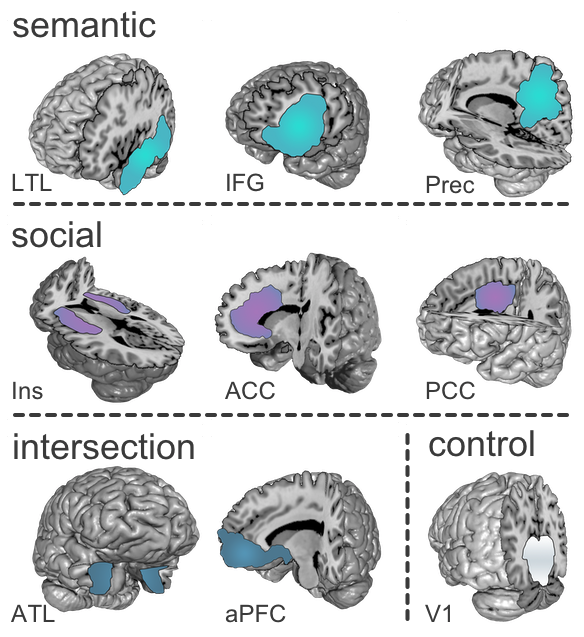 semantic
LTL
IFG
Prec
social
Ins
ACC
PCC
intersection
control
ATL
aPFC
V1